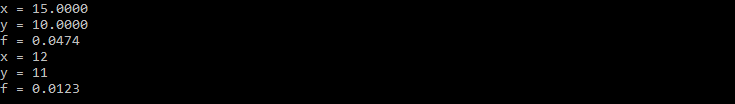 x = 15.0000
y = 10.0000
f = 0.0474
x = 12
y = 11
f = 0.0123